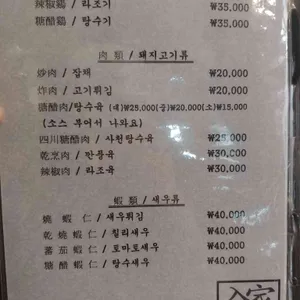 辣椒鷄 / 라조기 ₩35,000
糖醋鷄 / 탕수기 ₩35,000
肉類 / 돼지고기류
炒肉 / 잡채 ₩20,000
炸肉 / 고기튀김 ₩20,000
糖醋肉/탕수육 (대)₩25,000(중)₩20,000(소)₩15,000
(소스 부어서 나와요)
四川糖醋肉 / 사천탕수육 ₩25,000
乾烹肉 / 깐풍육 ₩30,000
辣椒肉 / 라조육 ₩30,000
蝦類 / 새우류
燒蝦仁 / 새우튀김 ₩40,000
乾燒蝦仁 / 칠리새우 ₩40,000
蕃茄蝦仁 / 토마토새우 ₩40,000
糖醋蝦仁 / 탕수새우 ₩40,000